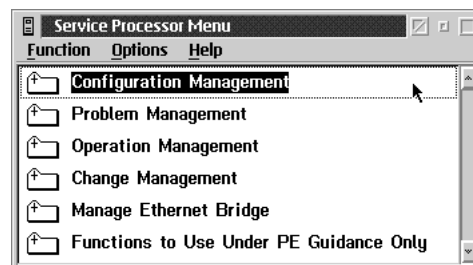 Service Processor Menu
Function Options Help
Configuration Management
Problem Management
Operation Management
Change Management
Manage Ethernet Bridge
Functions to Use Under PE Guidance Only